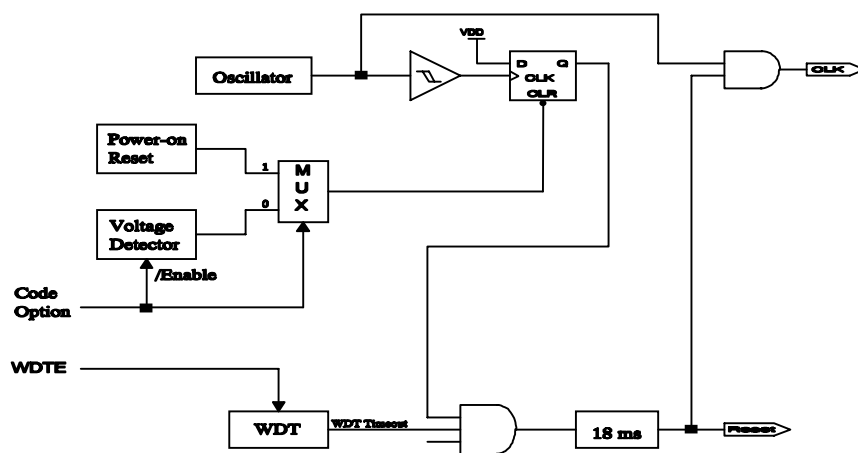 VDD
Oscillator
D Q
CLK
CLR
CLK
Power-on
Reset
1
M
U
X
0
Voltage
Detector
/Enable
Code
Option
WDTE
WDT
WDT Timeout
18 ms
Reset